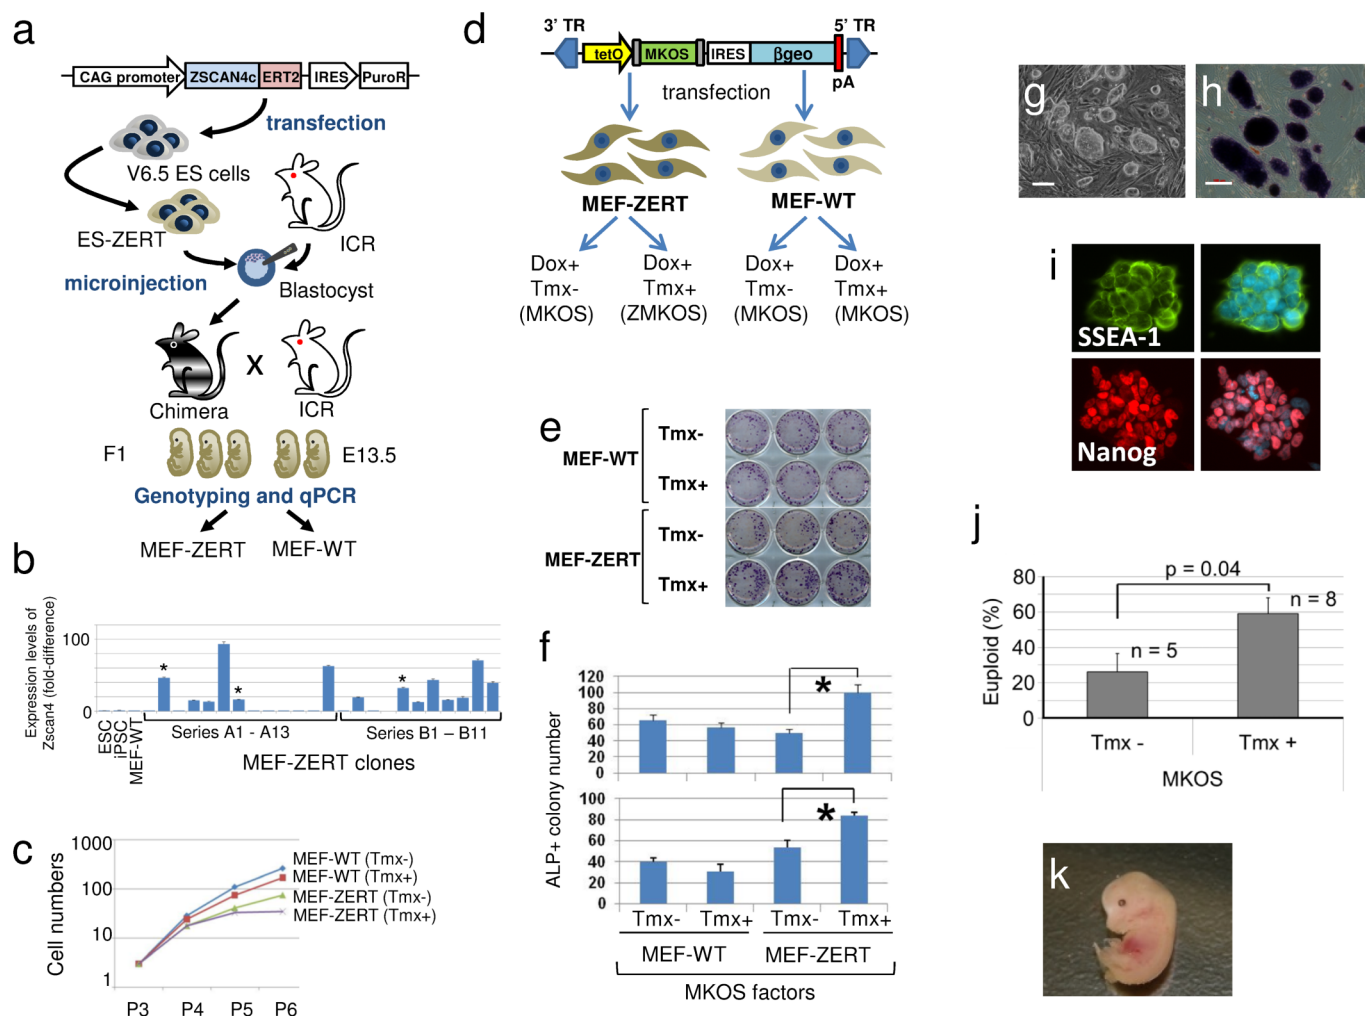 a
CAG promoter
ZSCAN4c
ERT2
IRES
PuroR
transfection
V6.5 ES cells
ES-ZERT
ICR
microinjection
Blastocyst
X
Chimera
ICR
F1
E13.5
Genotyping and qPCR
MEF-ZERT
MEF-WT
b
Expression levels of
Zscan4 (fold-difference)
100
0
*
*
*
ESC
iPSC
MEF-WT
Series A1 - A13
Series B1 – B11
MEF-ZERT clones
c
Cell numbers
1000
100
10
1
MEF-WT (Tmx-)
MEF-WT (Tmx+)
MEF-ZERT (Tmx-)
MEF-ZERT (Tmx+)
P3
P4
P5
P6
d
3' TR
5' TR
tetO
MKOS
IRES
βgeo
pA
transfection
MEF-ZERT
MEF-WT
Dox+
Tmx-
(MKOS)
Dox+
Tmx+
(ZMKOS)
Dox+
Tmx-
(MKOS)
Dox+
Tmx+
(MKOS)
e
MEF-WT
Tmx-
Tmx+
MEF-ZERT
Tmx-
Tmx+
f
ALP+ colony number
120
100
80
60
40
20
0
*
100
80
60
40
20
0
*
Tmx-
Tmx+
Tmx-
Tmx+
MEF-WT
MEF-ZERT
MKOS factors
g
h
i
SSEA-1
Nanog
j
Euploid (%)
80
60
40
20
0
p = 0.04
n = 5
n = 8
Tmx -
Tmx +
MKOS
k